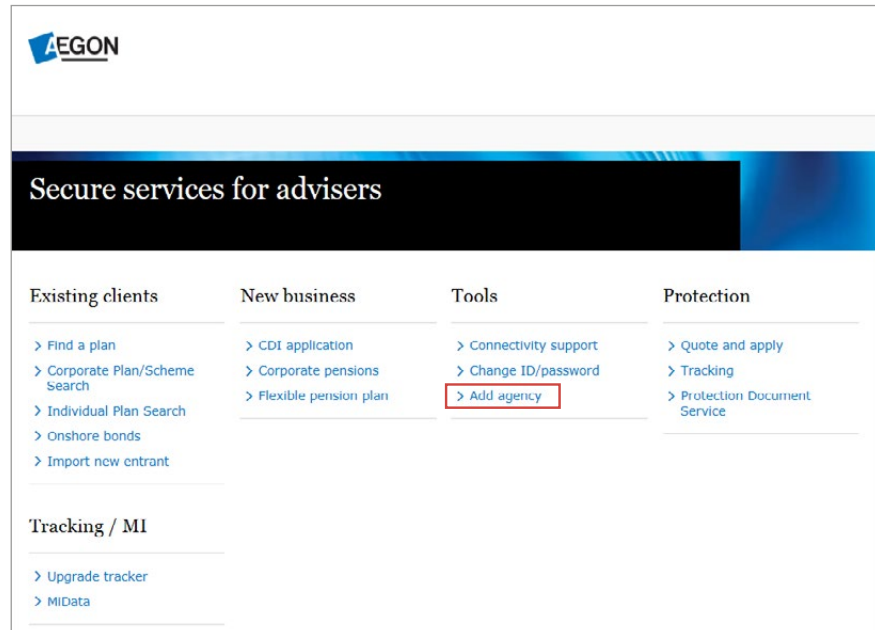 AEGON
Secure services for advisers
Existing clients
Find a plan
Corporate Plan/Scheme
Search
Individual Plan Search
Onshore bonds
Import new entrant
New business
CDI application
Corporate pensions
Flexible pension plan
Tools
Connectivity support
Change ID/password
Add agency
Protection
Quote and apply
Tracking
Protection Document
Service
Tracking / MI
Upgrade tracker
MIData